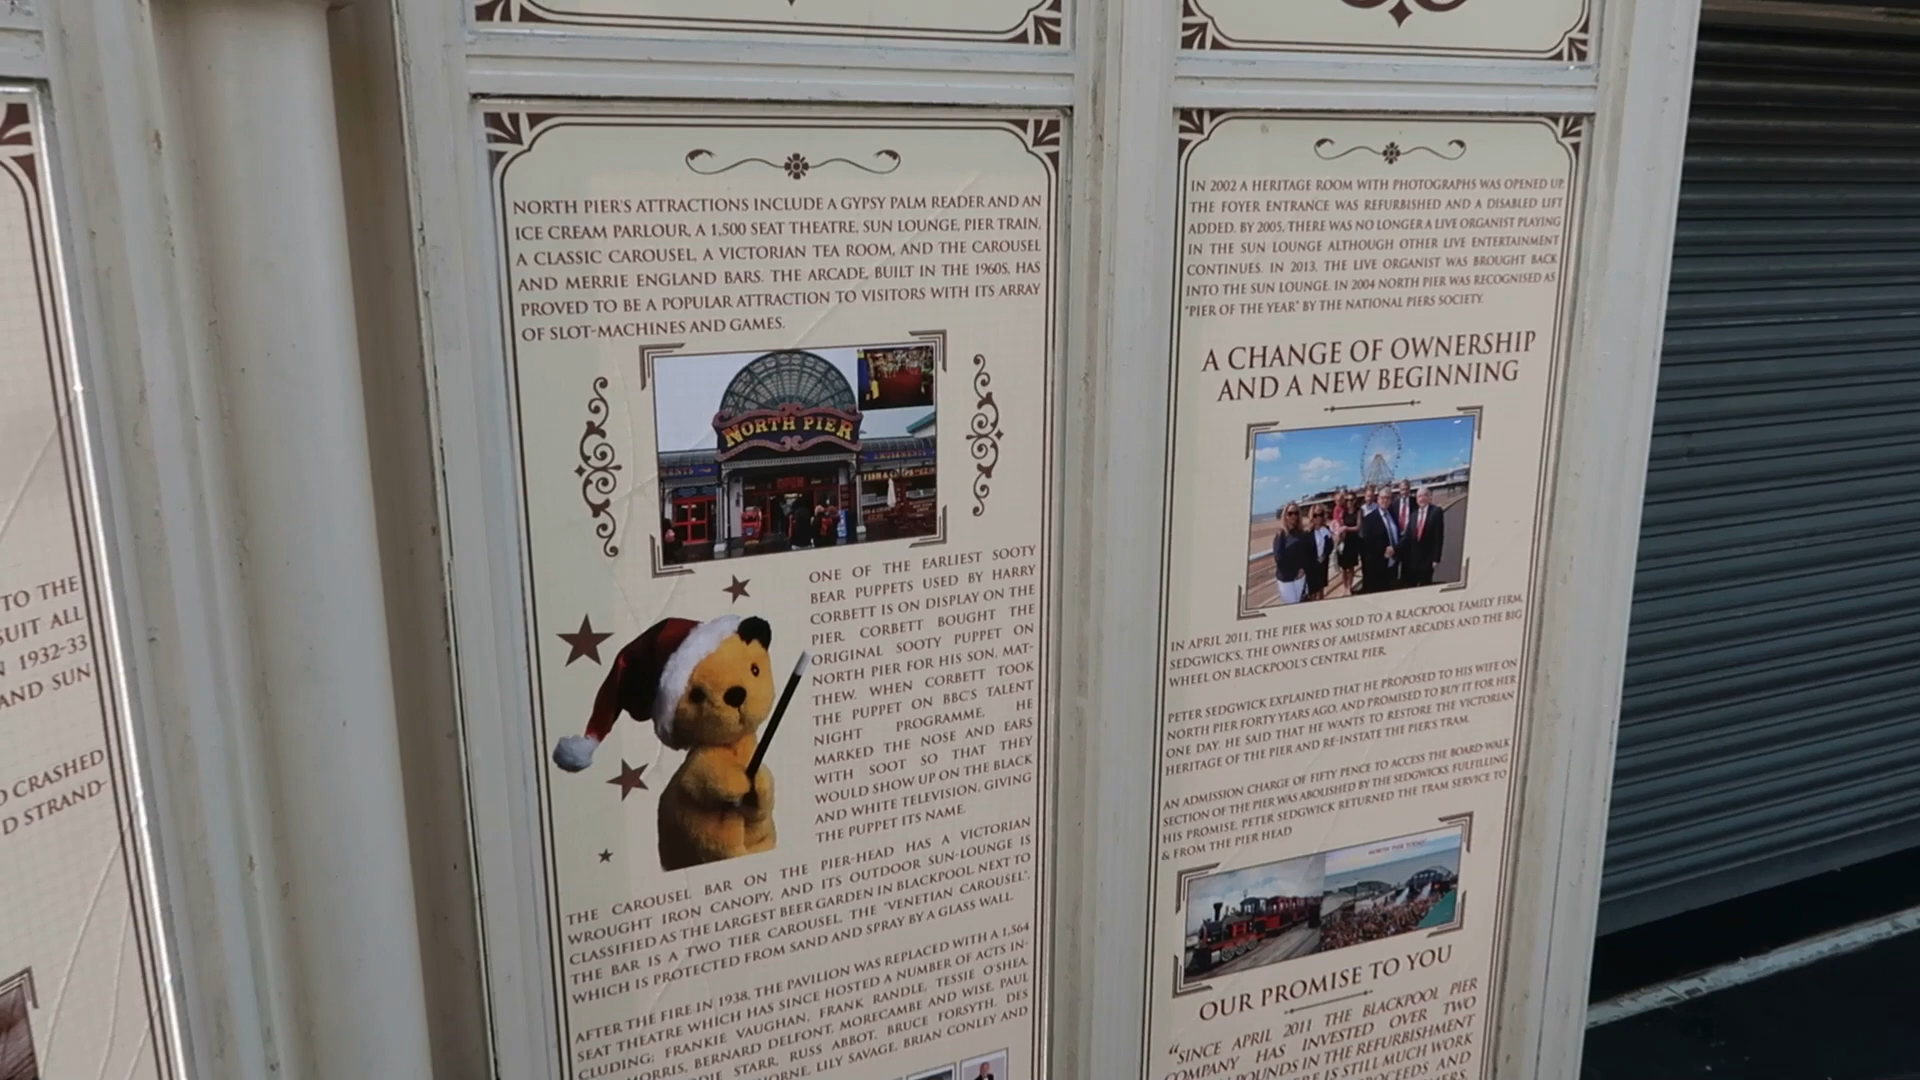 TO THE
SUIT ALL
N 1932-33
AND SUN
CRASHED
D STRAND-
NORTH PIER'S ATTRACTIONS INCLUDE A GYPSY PALM READER AND AN
ICE CREAM PARLOUR, A 1,500 SEAT THEATRE, SUN LOUNGE, PIER TRAIN,
A CLASSIC CAROUSEL, A VICTORIAN TEA ROOM, AND THE CAROUSEL
AND MERRIE ENGLAND BARS. THE ARCADE, BUILT IN THE 1960S, HAS
PROVED TO BE A POPULAR ATTRACTION TO VISITORS WITH ITS ARRAY
OF SLOT-MACHINES AND GAMES.
NORTH PIER
ONE OF THE EARLIEST SOOTY
BEAR PUPPETS USED BY HARRY
CORBETT IS ON DISPLAY ON THE
PIER. CORBETT BOUGHT THE
ORIGINAL SOOTY PUPPET ON
NORTH PIER FOR HIS SON, MAT-
THEW. WHEN CORBETT TOOK
THE PUPPET ON BBC'S TALENT
NIGHT PROGRAMME, HE
MARKED THE NOSE AND EARS
WITH SOOT SO THAT THEY
WOULD SHOW UP ON THE BLACK
AND WHITE TELEVISION, GIVING
THE PUPPET ITS NAME.
THE CAROUSEL BAR ON THE PIER-HEAD HAS A VICTORIAN
WROUGHT IRON CANOPY, AND ITS OUTDOOR SUN-LOUNGE IS
CLASSIFIED AS THE LARGEST BEER GARDEN IN BLACKPOOL. NEXT TO
THE BAR IS A TWO TIER CAROUSEL, THE "VENETIAN CAROUSEL",
WHICH IS PROTECTED FROM SAND AND SPRAY BY A GLASS WALL.
AFTER THE FIRE IN 1938, THE PAVILION WAS REPLACED WITH A 1,564
SEAT THEATRE WHICH HAS SINCE HOSTED A NUMBER OF ACTS IN-
CLUDING; FRANKIE VAUGHAN, FRANK RANDLE, TESSIE O'SHEA,
MORRIS, BERNARD DELFONT, MORECAMBE AND WISE, PAUL
STARR, RUSS ABBOT, BRUCE FORSYTH, DES
LILY SAVAGE, BRIAN CONLEY AND
IN 2002 A HERITAGE ROOM WITH PHOTOGRAPHS WAS OPENED UP.
THE FOYER ENTRANCE WAS REFURBISHED AND A DISABLED LIFT
ADDED. BY 2005, THERE WAS NO LONGER A LIVE ORGANIST PLAYING
IN THE SUN LOUNGE ALTHOUGH OTHER LIVE ENTERTAINMENT
CONTINUES. IN 2013, THE LIVE ORGANIST WAS BROUGHT BACK
INTO THE SUN LOUNGE. IN 2004 NORTH PIER WAS RECOGNISED AS
"PIER OF THE YEAR" BY THE NATIONAL PIERS SOCIETY.
A CHANGE OF OWNERSHIP
AND A NEW BEGINNING
IN APRIL 2011, THE PIER WAS SOLD TO A BLACKPOOL FAMILY FIRM,
SEDGWICK'S, THE OWNERS OF AMUSEMENT ARCADES AND THE BIG
WHEEL ON BLACKPOOL'S CENTRAL PIER.
PETER SEDGWICK EXPLAINED THAT HE PROPOSED TO HIS WIFE ON
NORTH PIER FORTY YEARS AGO, AND PROMISED TO BUY IT FOR HER
ONE DAY. HE SAID THAT HE WANTS TO RESTORE THE VICTORIAN
HERITAGE OF THE PIER AND RE-INSTATE THE PIER'S TRAM.
AN ADMISSION CHARGE OF FIFTY PENCE TO ACCESS THE BOARD-WALK
SECTION OF THE PIER WAS ABOLISHED BY THE SEDGWICKS. FULFILLING
HIS PROMISE, PETER SEDGWICK RETURNED THE TRAM SERVICE TO
& FROM THE PIER HEAD
NORTH PIER TODAY
OUR PROMISE TO YOU
"SINCE APRIL 2011 THE BLACKPOOL PIER
COMPANY HAS INVESTED OVER TWO
POUNDS IN THE REFURBISHMENT
IS STILL MUCH WORK
AND